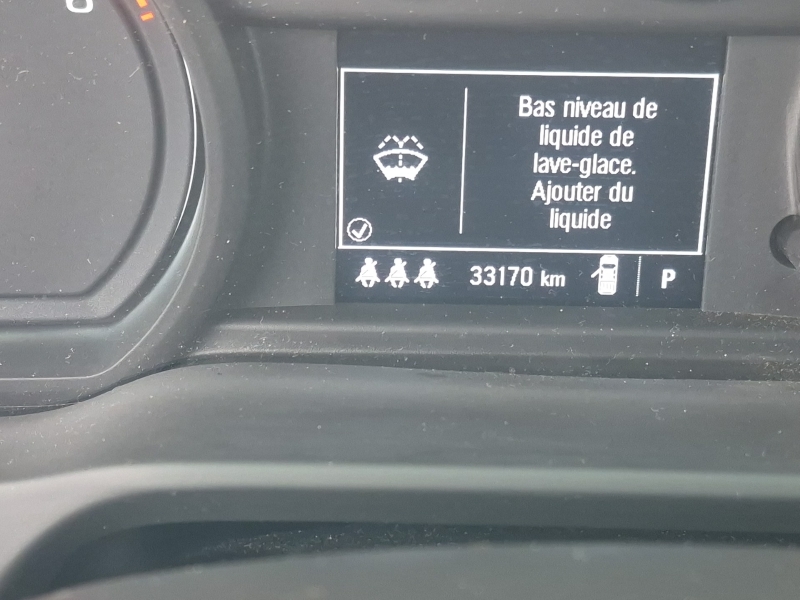 Bas niveau de
liquide de
lave-glace.
Ajouter du
liquide
33170 km
P